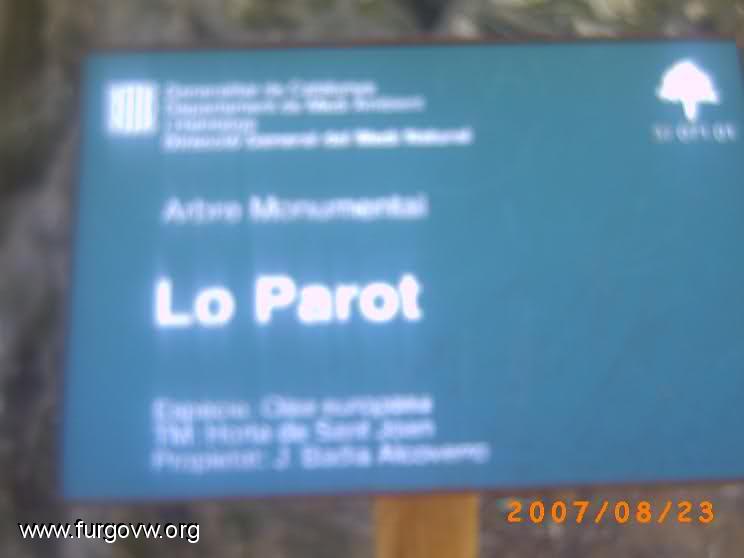 Generalitat de Catalunya
Departament de Medi Ambient
i Habitatge
Direcció General del Medi Natural
Arbre Monumental
Lo Parot
Espècie: Olea europaea
TM: Horta de Sant Joan
Propietat: J. Badia
www.furgovw.org
2007/08/23